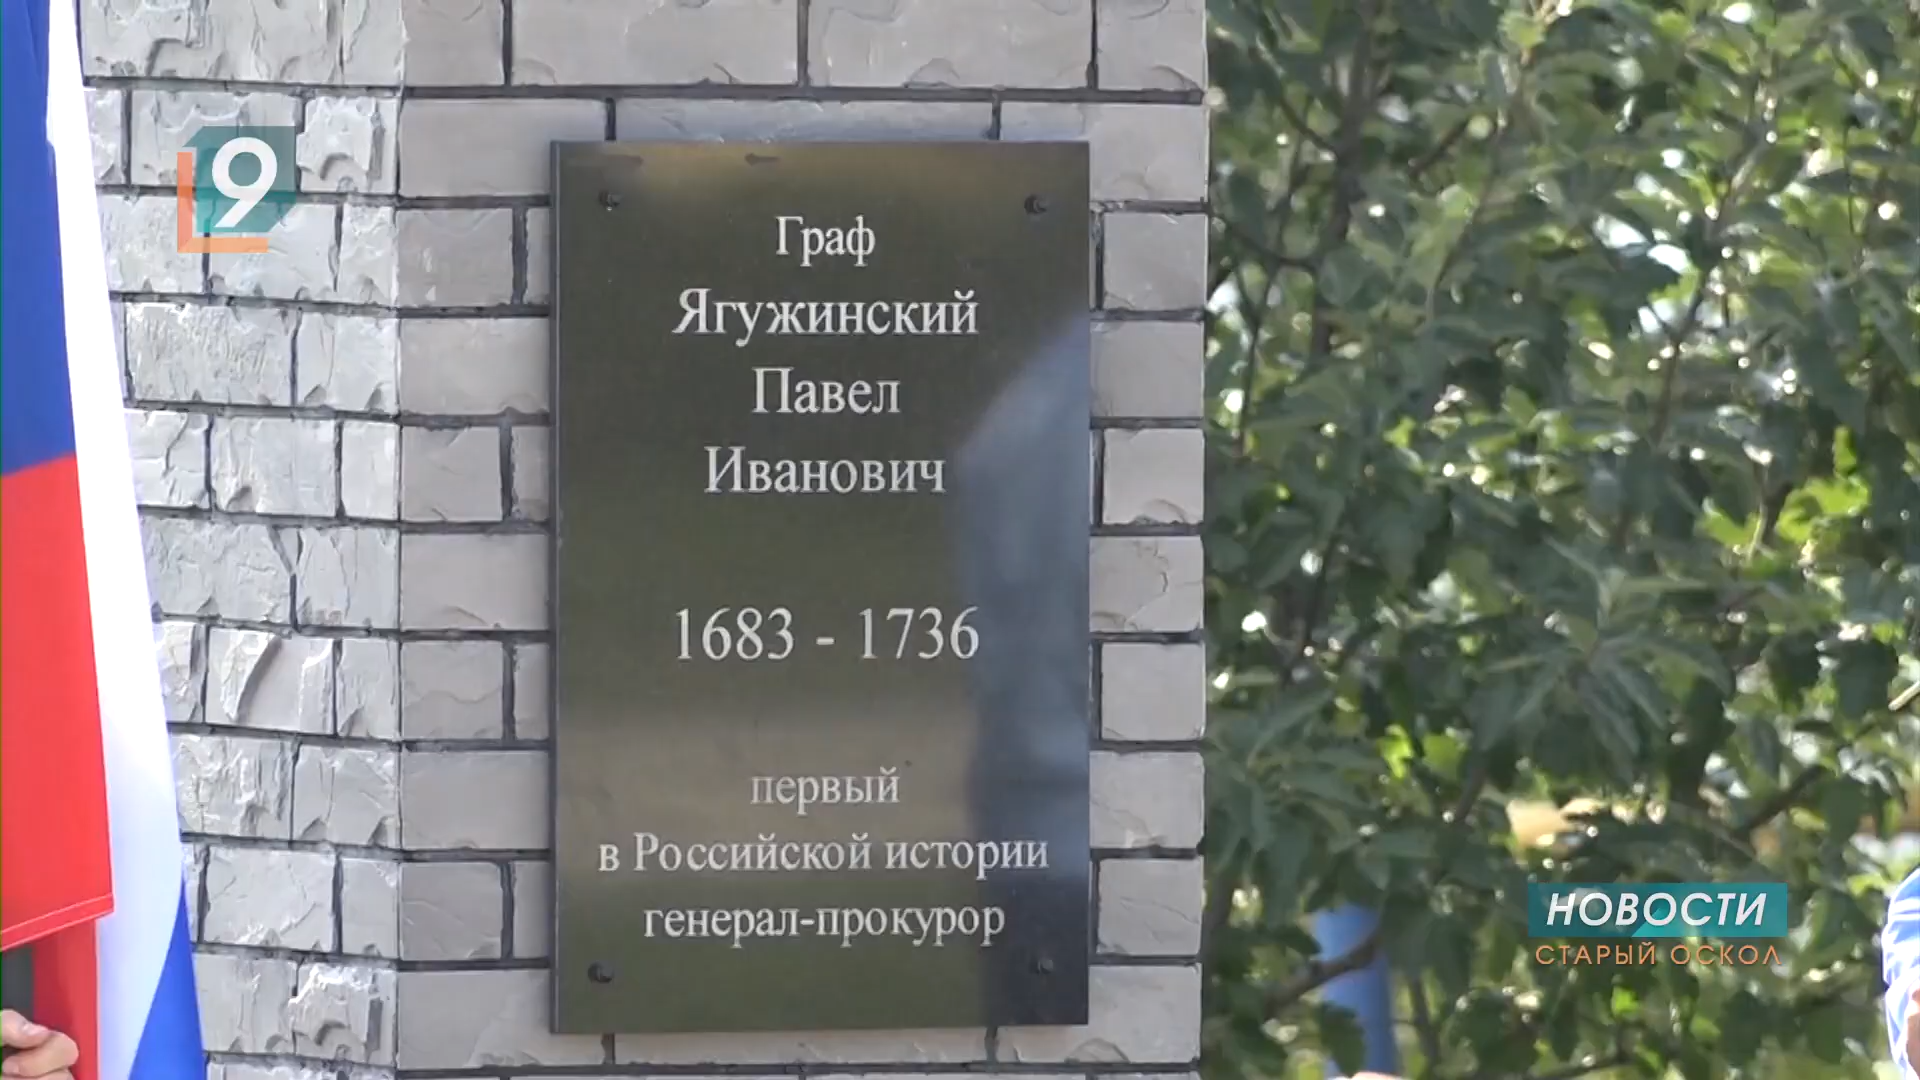 9
Граф
ЯГУЖИНСКИЙ
Павел
Иванович
1683 - 1736
первый
в Российской истории
генерал-прокурор
НОВОСТИ
СТАРЫЙ ОСКОЛ